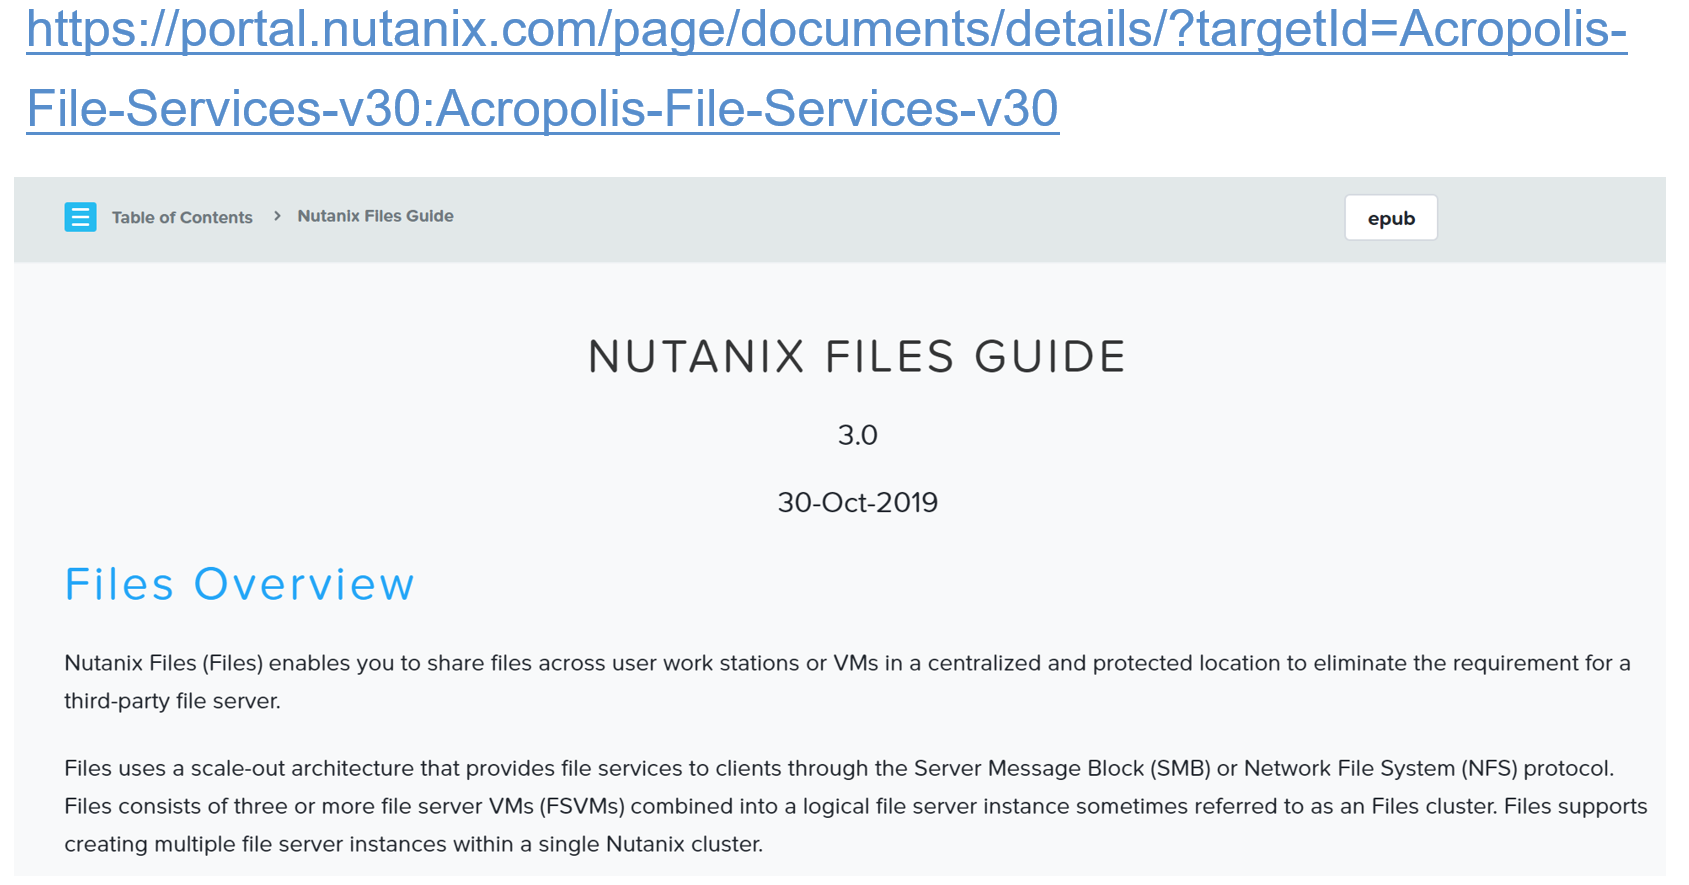 https://portal.nutanix.com/page/documents/details/?targetId=Acropolis-
File-Services-v30:Acropolis-File-Services-v30
Table of Contents > Nutanix Files Guide
epub
NUTANIX FILES GUIDE
3.0
30-Oct-2019
Files Overview
Nutanix Files (Files) enables you to share files across user work stations or VMs in a centralized and protected location to eliminate the requirement for a
third-party file server.
Files uses a scale-out architecture that provides file services to clients through the Server Message Block (SMB) or Network File System (NFS) protocol.
Files consists of three or more file server VMs (FSVMs) combined into a logical file server instance sometimes referred to as an Files cluster. Files supports
creating multiple file server instances within a single Nutanix cluster.